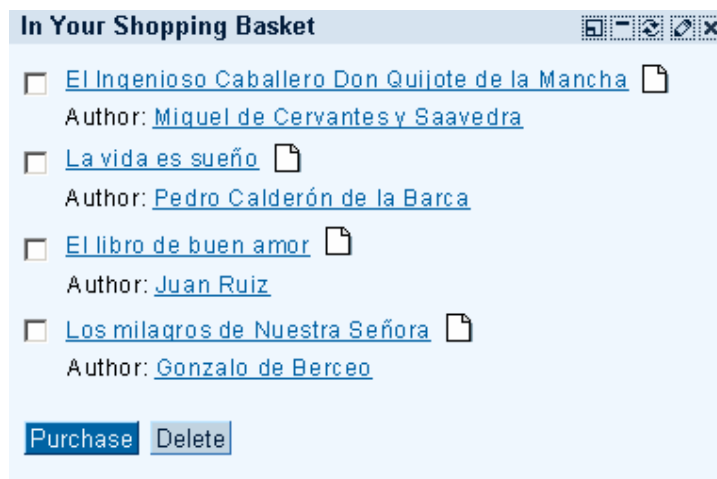 In Your Shopping Basket
El Ingenioso Caballero Don Quijote de la Mancha
Author: Miguel de Cervantes y Saavedra
La vida es sueño
Author: Pedro Calderón de la Barca
El libro de buen amor
Author: Juan Ruiz
Los milagros de Nuestra Señora
Author: Gonzalo de Berceo
Purchase Delete